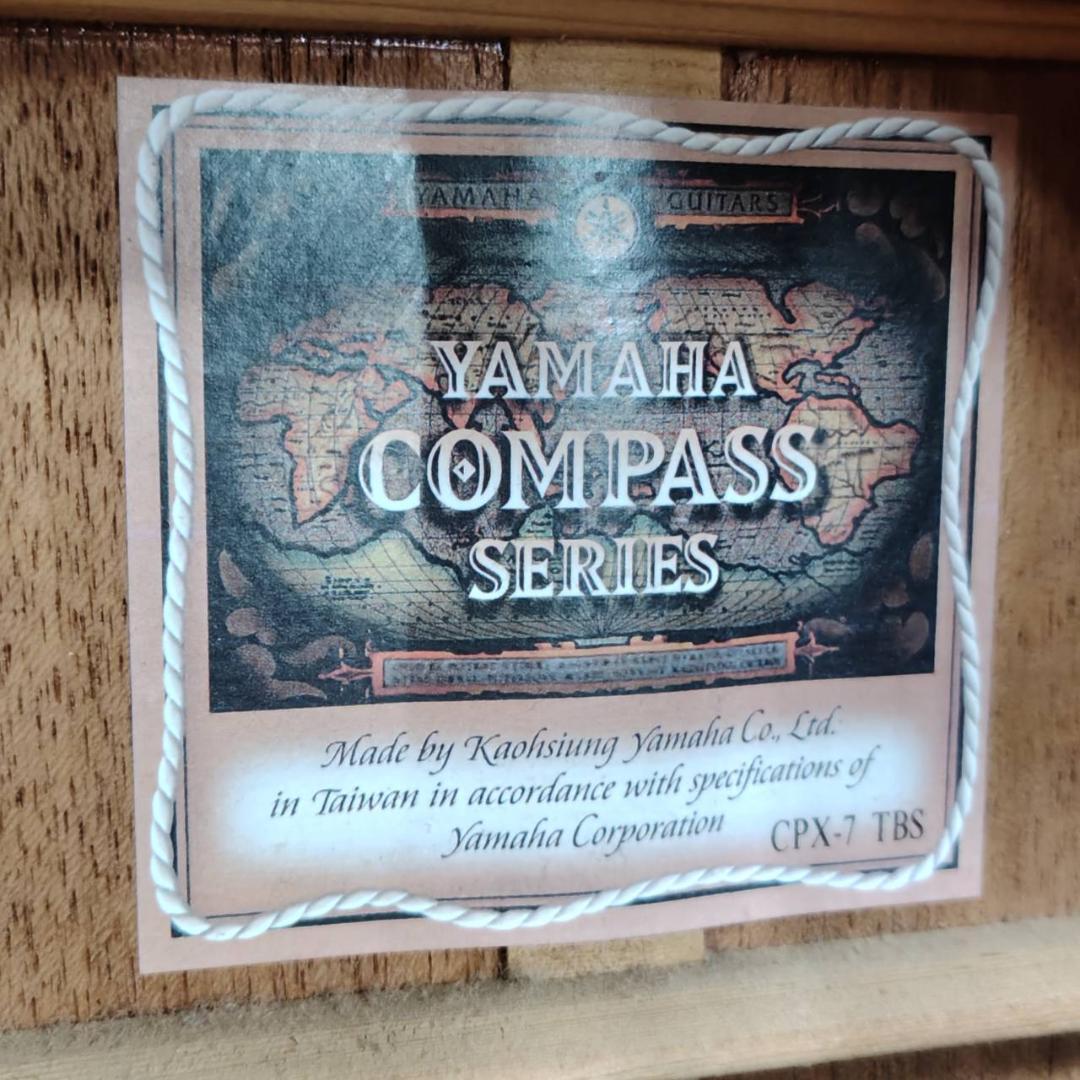 YAMAHA GUITARS
YAMAHA
COMPASS
SERIES
Made by Kaohsiung Yamaha Co., Ltd.
in Taiwan in accordance with specifications of
Yamaha Corporation
CPX-7 TBS